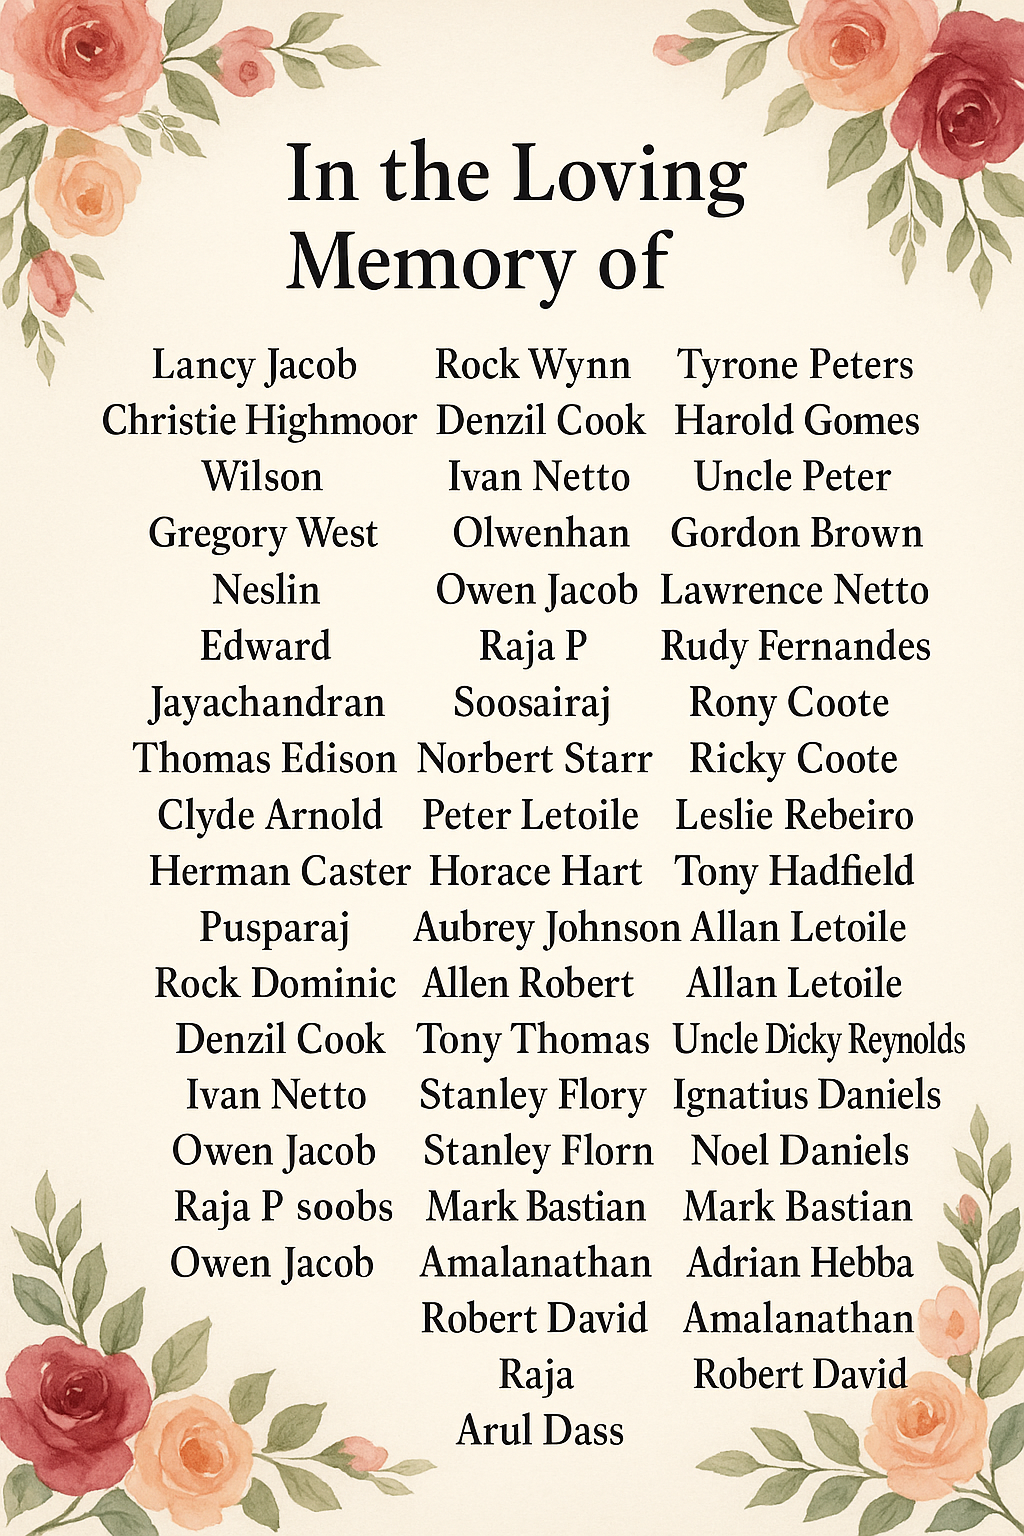 In the Loving
Memory of
Lancy Jacob Rock Wynn Tyrone Peters
Christie Highmoor Denzil Cook Harold Gomes
Wilson Ivan Netto Uncle Peter
Gregory West Olwenhan Gordon Brown
Neslin Owen Jacob Lawrence Netto
Edward Raja P Rudy Fernandes
Jayachandran Soosairaj Rony Coote
Thomas Edison Norbert Starr Ricky Coote
Clyde Arnold Peter Letoile Leslie Rebeiro
Herman Caster Horace Hart Tony Hadfield
Pusparaj Aubrey Johnson Allan Letoile
Rock Dominic Allen Robert Allan Letoile
Denzil Cook Tony Thomas Uncle Dicky Reynolds
Ivan Netto Stanley Flory Ignatius Daniels
Owen Jacob Stanley Florn Noel Daniels
Raja P soobs Mark Bastian Mark Bastian
Owen Jacob Amalanathan Adrian Hebba
Robert David Amalanathan
Raja Robert David
Arul Dass